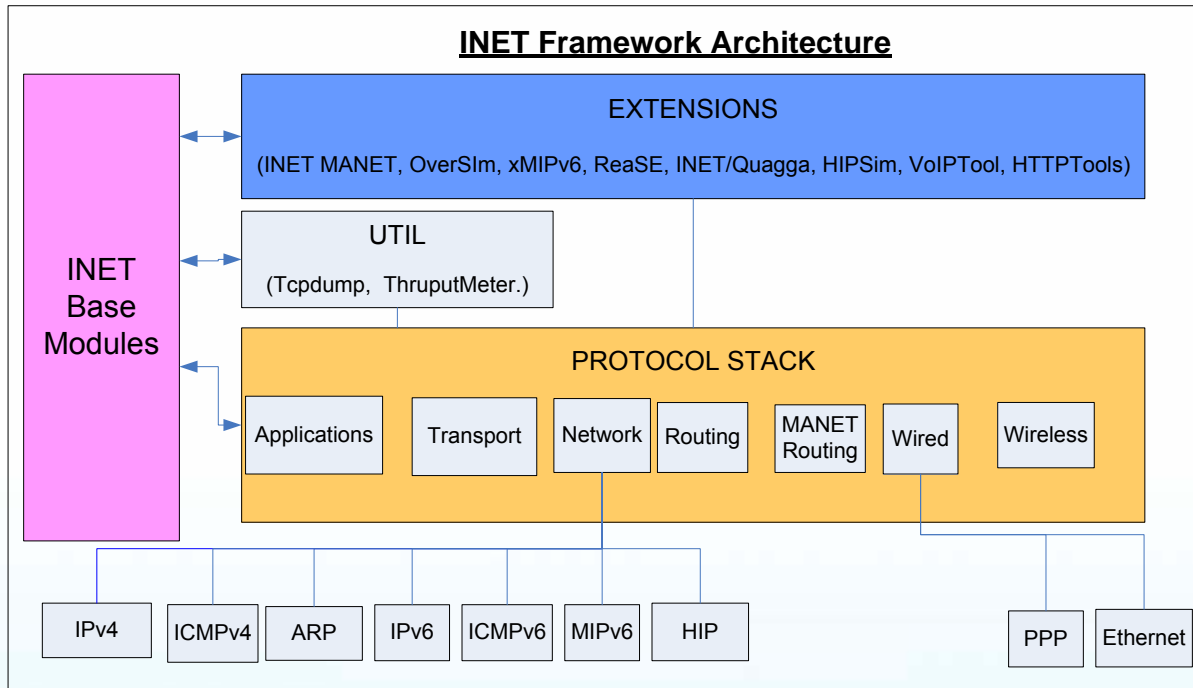 INET Framework Architecture
EXTENSIONS
(INET MANET, OverSIm, xMIPv6, ReaSE, INET/Quagga, HIPSim, VoIPTool, HTTPTools)
INET
Base
Modules
UTIL
(Tcpdump, ThruputMeter.)
PROTOCOL STACK
Applications
Transport
Network
Routing
MANET
Routing
Wired
Wireless
IPv4
ICMPv4
ARP
IPv6
ICMPv6
MIPv6
HIP
PPP
Ethernet